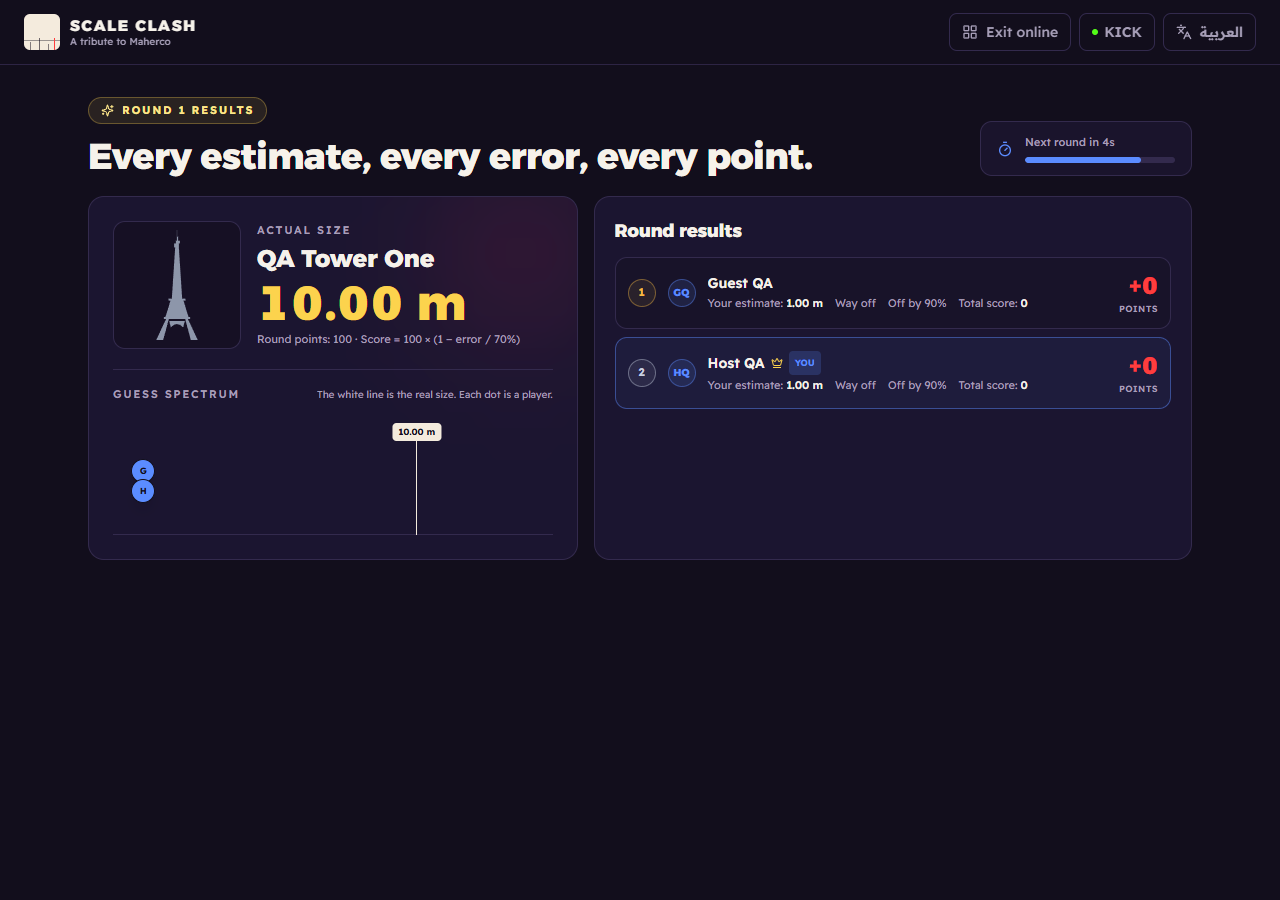 SCALE CLASH
A tribute to Maherco
Exit online
KICK
العربية
ROUND 1 RESULTS
Every estimate, every error, every point.
Next round in 4s
ACTUAL SIZE
QA Tower One
10.00 m
Round points: 100 · Score = 100 × (1 − error / 70%)
GUESS SPECTRUM
The white line is the real size. Each dot is a player.
10.00 m
G
H
Round results
1
GQ
Guest QA
Your estimate: 1.00 m Way off Off by 90% Total score: 0
+0
POINTS
2
HQ
Host QA YOU
Your estimate: 1.00 m Way off Off by 90% Total score: 0
+0
POINTS